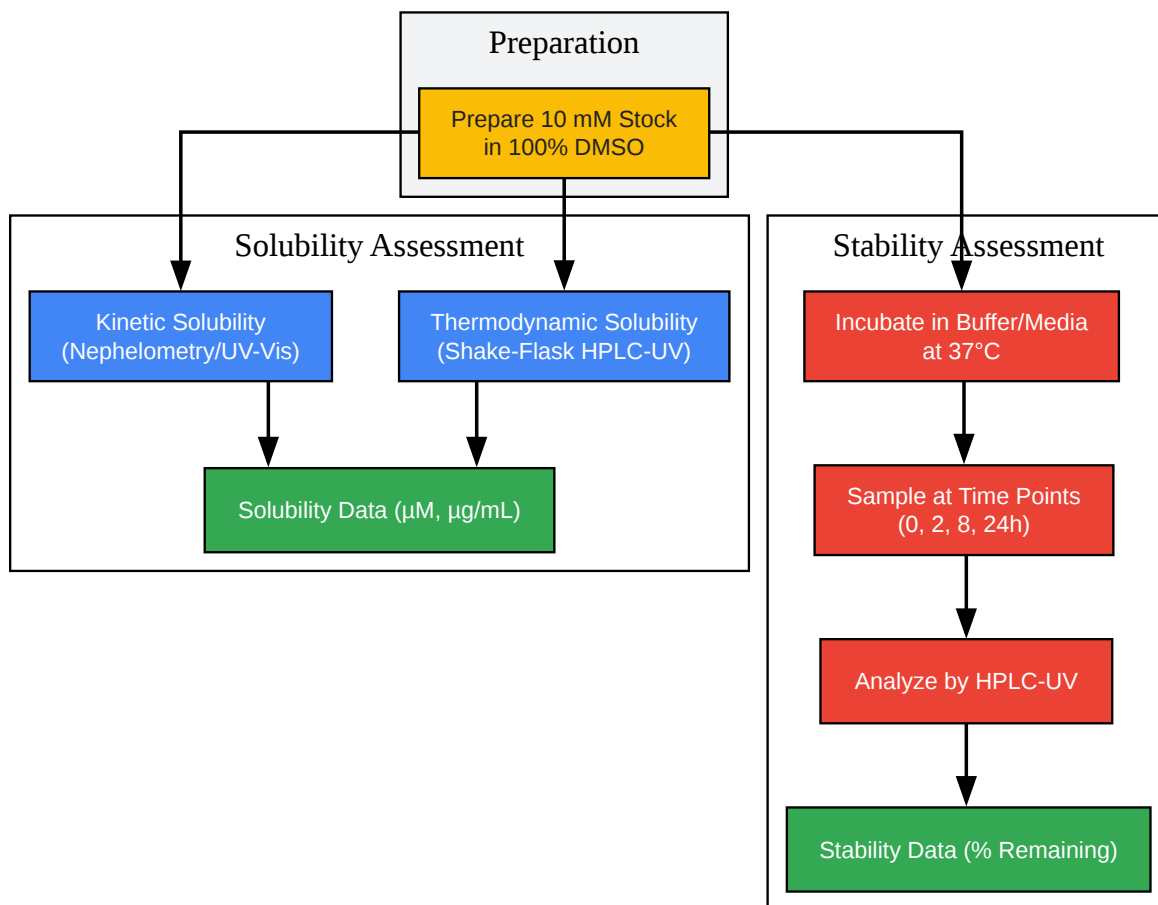 Preparation
Prepare 10 mM Stock
in 100% DMSO
Solubility Assessment
Kinetic Solubility
(Nephelometry/UV-Vis)
Thermodynamic Solubility
(Shake-Flask HPLC-UV)
Solubility Data (µM, µg/mL)
Stability Assessment
Incubate in Buffer/Media
at 37°C
Sample at Time Points
(0, 2, 8, 24h)
Analyze by HPLC-UV
Stability Data (% Remaining)